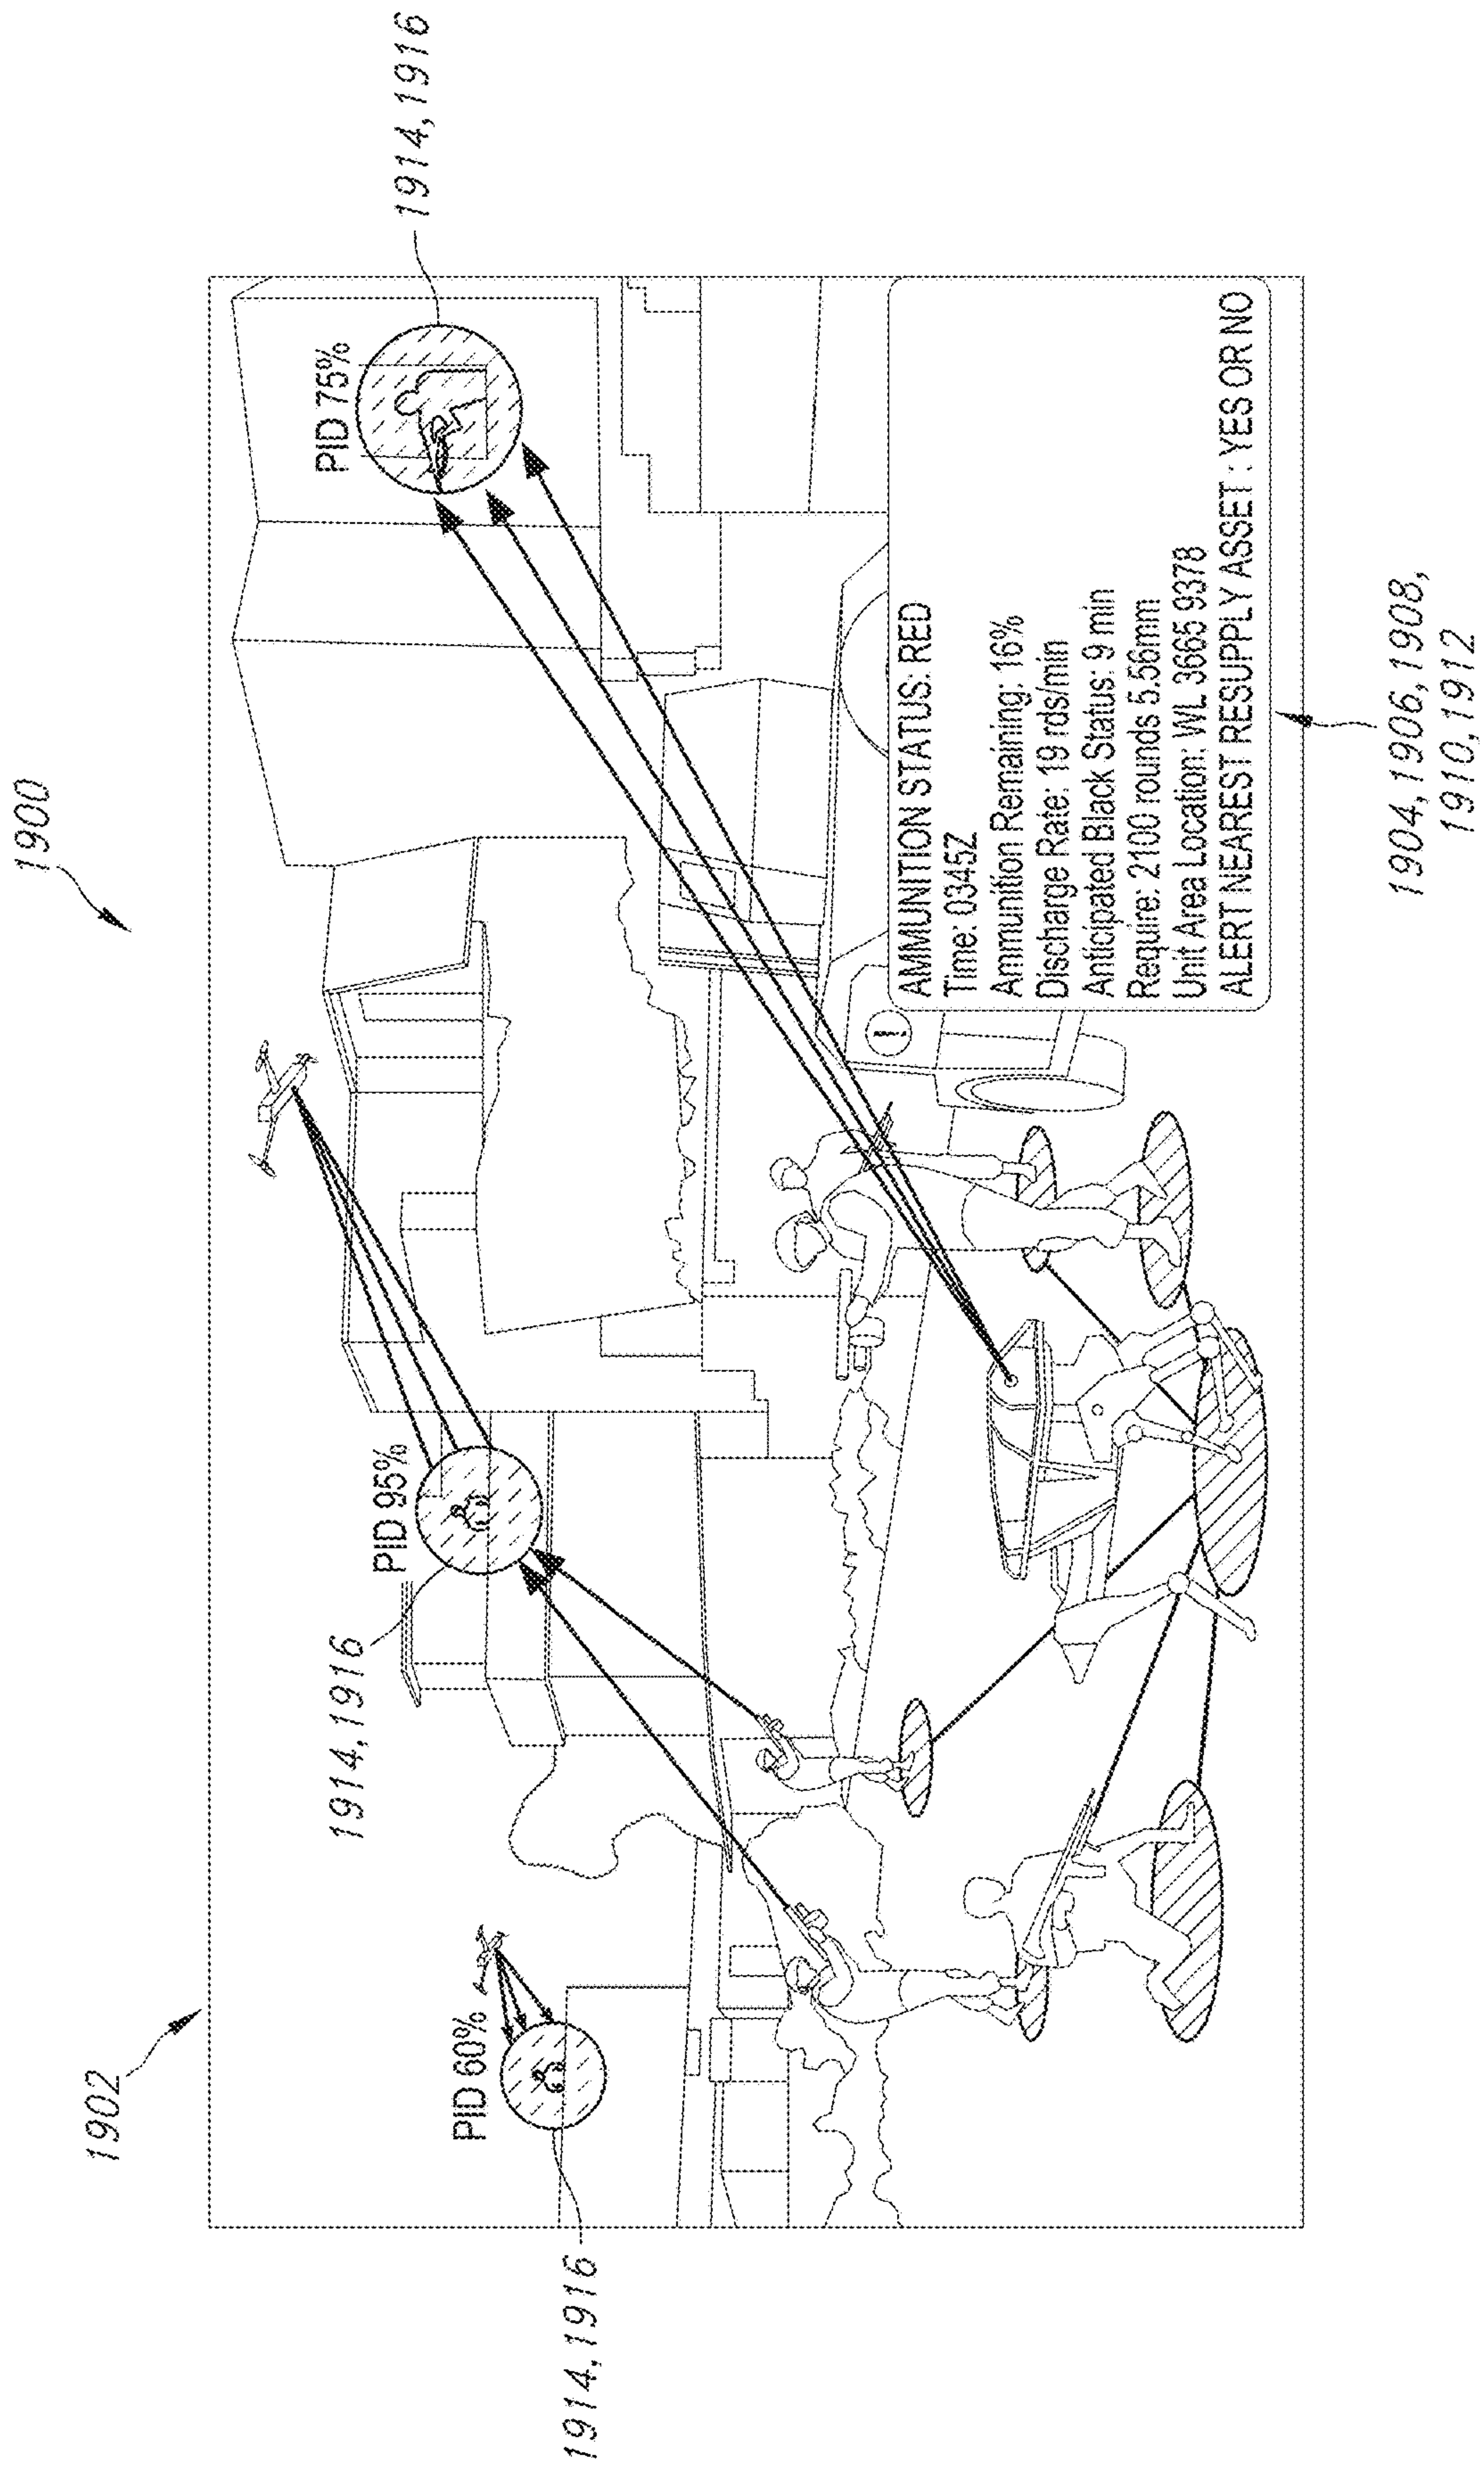 1900
1902
PID 60%
1914,1916
PID 95%
1914,1916
PID 75%
1914,1916
AMMUNITION STATUS: RED
Time: 0345Z
Ammunition Remaining: 16%
Discharge Rate: 19 rds/min
Anticipated Black Status: 9 min
Require: 2100 rounds 5.56mm
Unit Area Location: WL 3665 9378
ALERT NEAREST RESUPPLY ASSET : YES OR NO
1904,1906,1908,
1910,1912